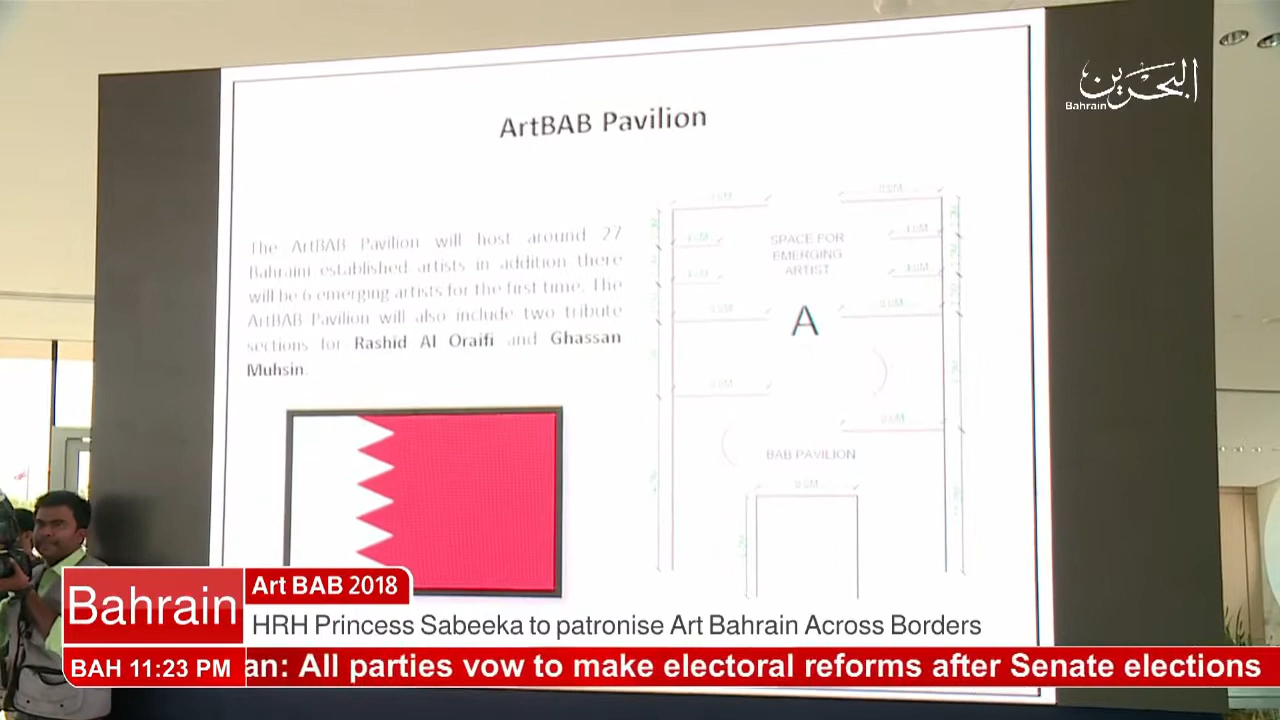 البحرين
Bahrain
ArtBAB Pavilion
The ArtBAB Pavilion will host around 27
Bahraini established artists in addition there
will be 6 emerging artists for the first time. The
ArtBAB Pavilion will also include two tribute
sections for Rashid Al Oraifi and Ghassan
Muhsin.
SPACE FOR
EMERGING
ARTIST
A
BAB PAVILION
Bahrain
Art BAB 2018
HRH Princess Sabeeka to patronise Art Bahrain Across Borders
BAH 11:23 PM
an: All parties vow to make electoral reforms after Senate elections